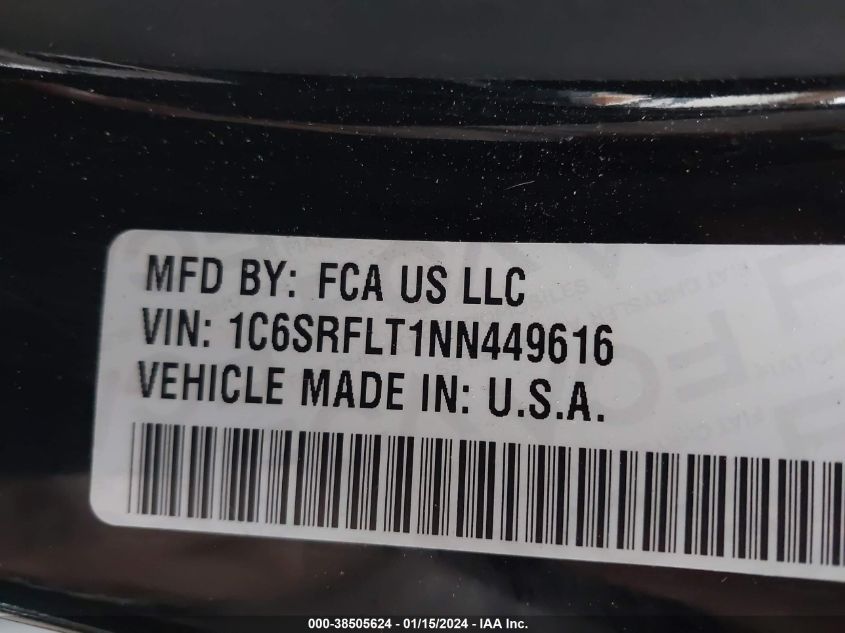 MFD BY: FCA US LLC
VIN: 1C6SRFLT1NN449616
VEHICLE MADE IN: U.S.A.
000-38505624 - 01/15/2024 - IAA Inc.